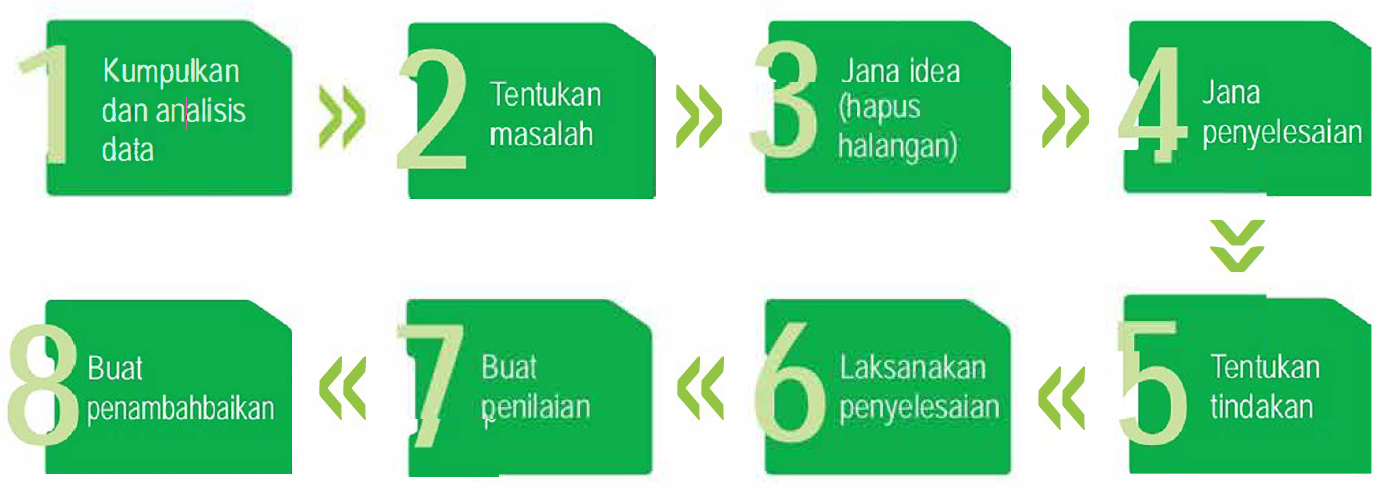 1
Kumpulkan
dan analisis
data
2
Tentukan
masalah
3
Jana idea
(hapus
halangan)
4
Jana
penyelesaian
5
Tentukan
tindakan
6
Laksanakan
penyelesaian
7
Buat
penilaian
8
Buat
penambahbaikan